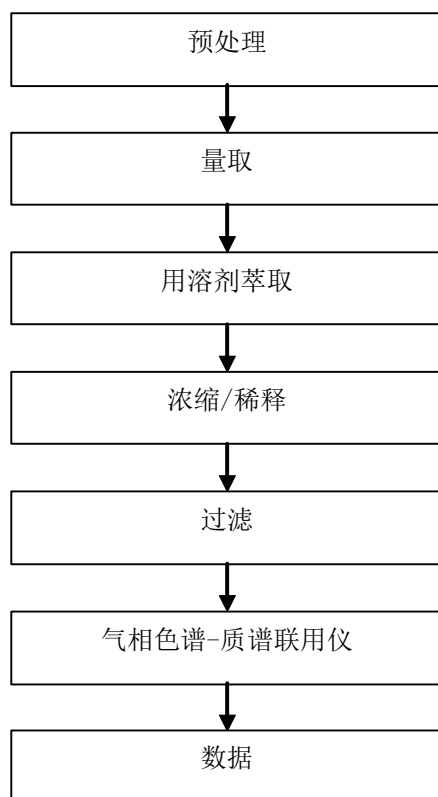 预处理
量取
用溶剂萃取
浓缩/稀释
过滤
气相色谱-质谱联用仪
数据